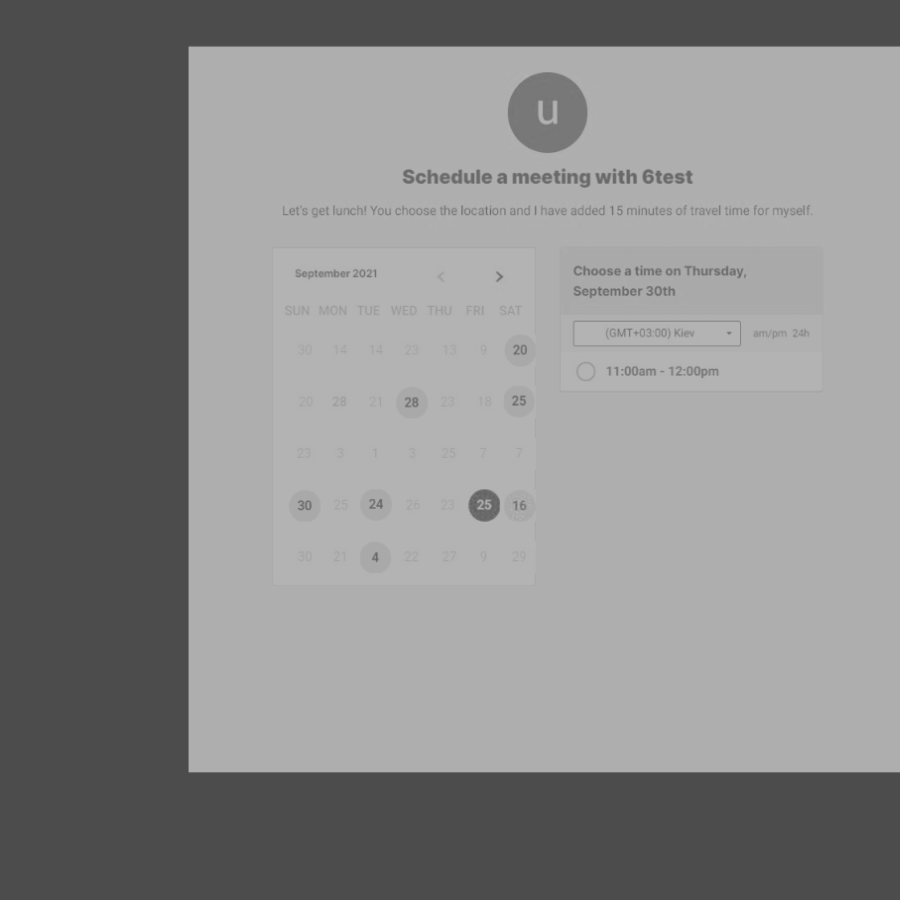 u
Schedule a meeting with 6test
Let's get lunch! You choose the location and I have added 15 minutes of travel time for myself.
September 2021
SUN MON TUE WED THU FRI SAT
30 14 14 23 13 9 20
20 28 21 28 23 18 25
23 3 1 3 25 7 7
30 25 24 26 23 25 16
30 21 4 22 27 9 29
Choose a time on Thursday,
September 30th
(GMT+03:00) Kiev am/pm 24h
11:00am - 12:00pm